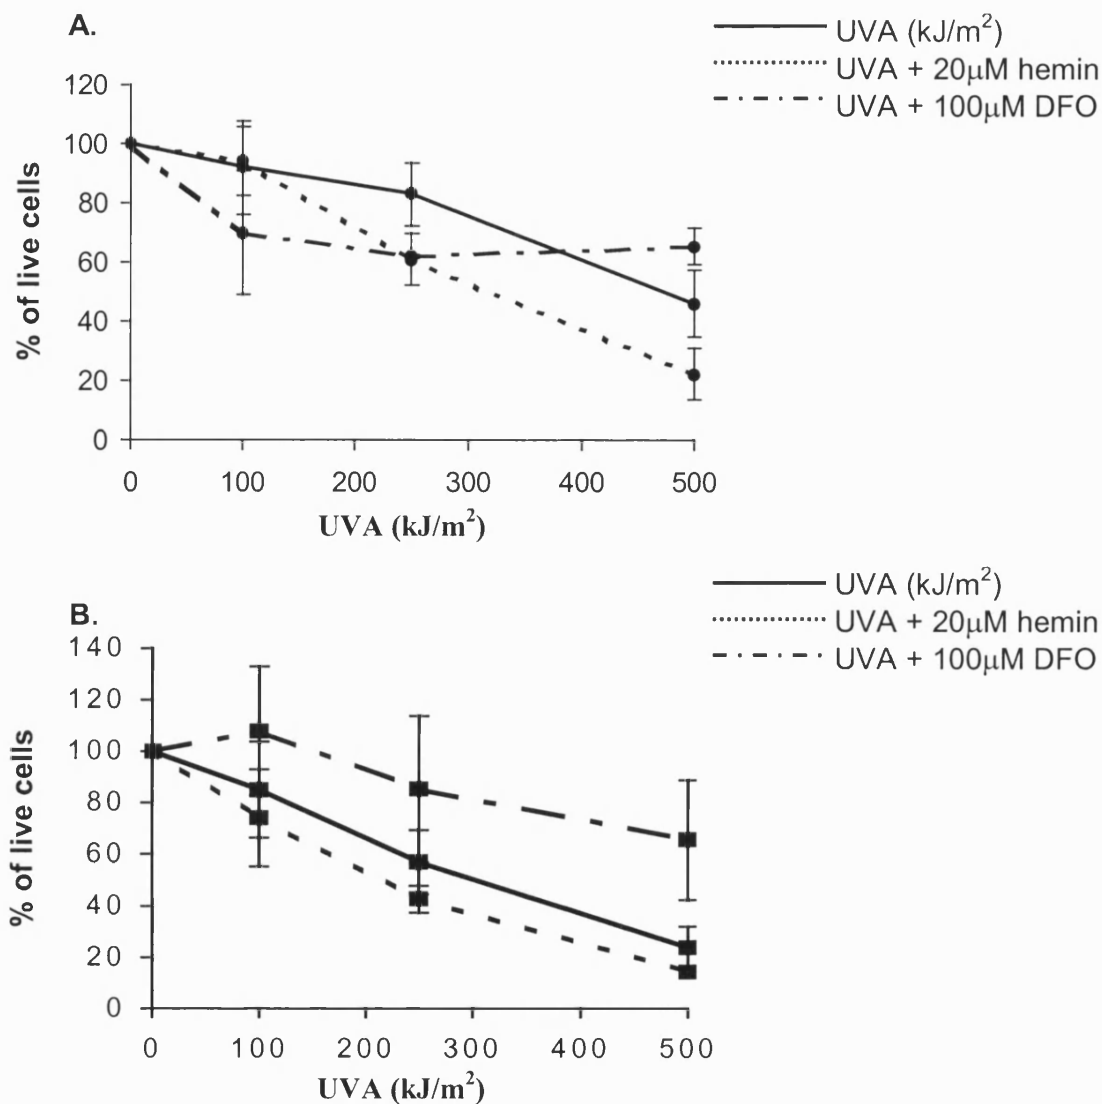 A.
UVA (kJ/m²)
UVA + 20µM hemin
UVA + 100µM DFO
120
100
80
60
40
20
0
% of live cells
0 100 200 300 400 500
UVA (kJ/m²)
B.
UVA (kJ/m²)
UVA + 20µM hemin
UVA + 100µM DFO
140
120
100
80
60
40
20
0
% of live cells
0 100 200 300 400 500
UVA (kJ/m²)